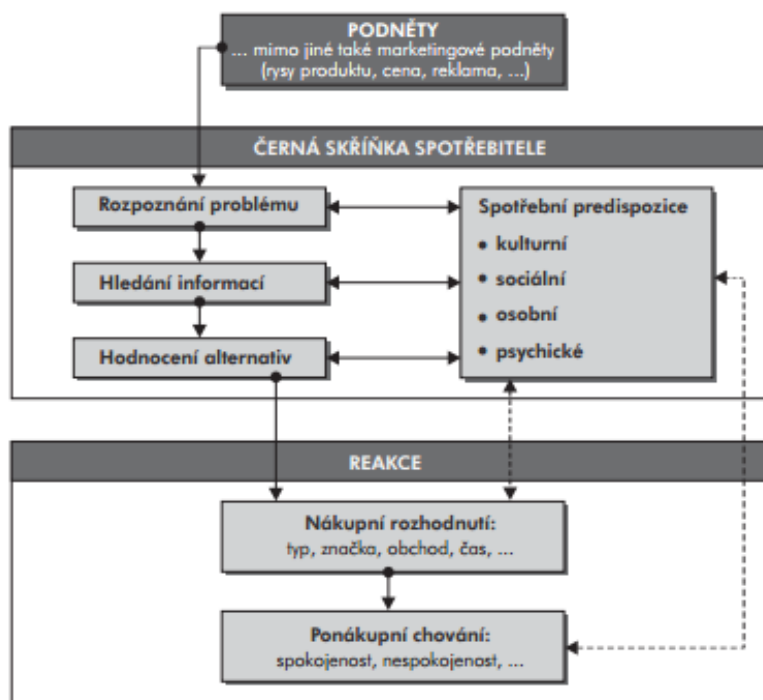 PODNĚTY
... mimo jiné také marketingové podněty
(rysy produktu, cena, reklama, ...)
ČERNÁ SKŘÍŇKA SPOTŘEBITELE
Rozpoznání problému
Hledání informací
Hodnocení alternativ
Spotřební predispozice
• kulturní
• sociální
• osobní
• psychické
REAKCE
Nákupní rozhodnutí:
typ, značka, obchod, čas, ...
Ponákupní chování:
spokojenost, nespokojenost, ...